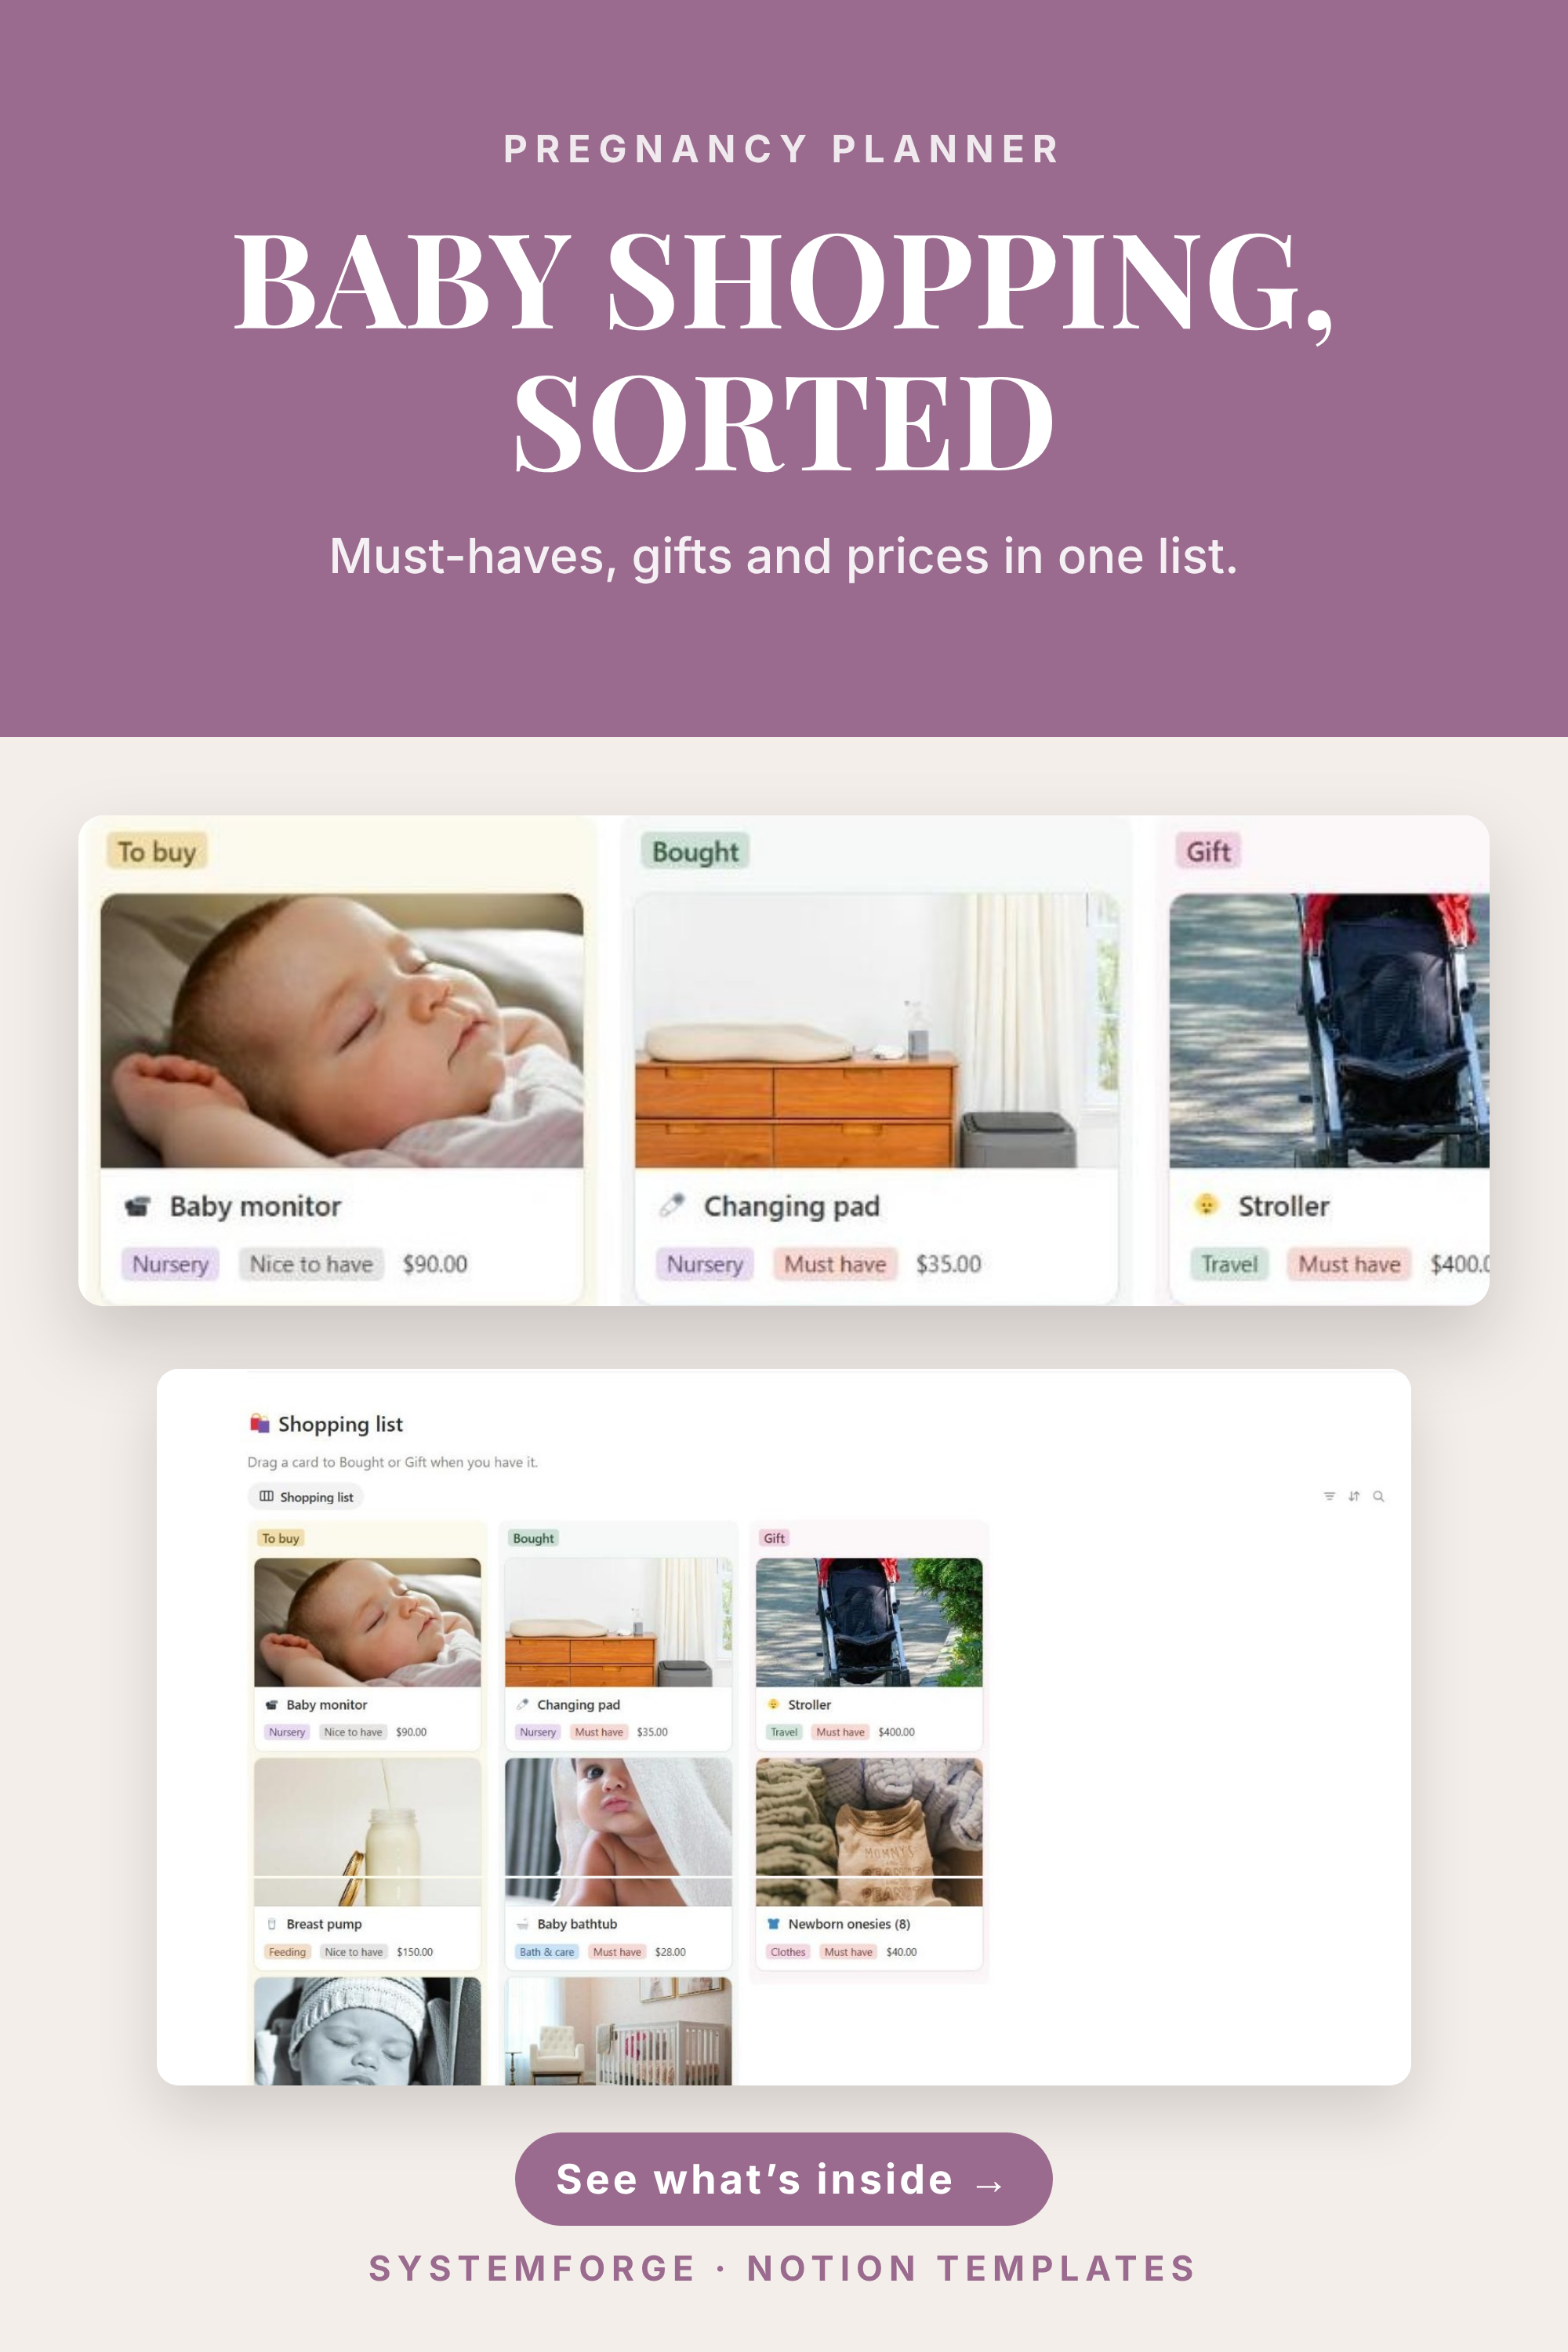 PREGNANCY PLANNER
BABY SHOPPING,
SORTED
Must-haves, gifts and prices in one list.
To buy
Baby monitor
Nursery Nice to have $90.00
Bought
Changing pad
Nursery Must have $35.00
Gift
Stroller
Travel Must have $400.0
Shopping list
Drag a card to Bought or Gift when you have it.
Shopping list
To buy
Baby monitor
Nursery Nice to have $90.00
Breast pump
Feeding Nice to have $150.00
Bought
Changing pad
Nursery Must have $35.00
Baby bathtub
Bath & care Must have $28.00
Gift
Stroller
Travel Must have $400.00
MOMMY'S
Newborn onesies (8)
Clothes Must have $40.00
See what's inside →
SYSTEMFORGE · NOTION TEMPLATES